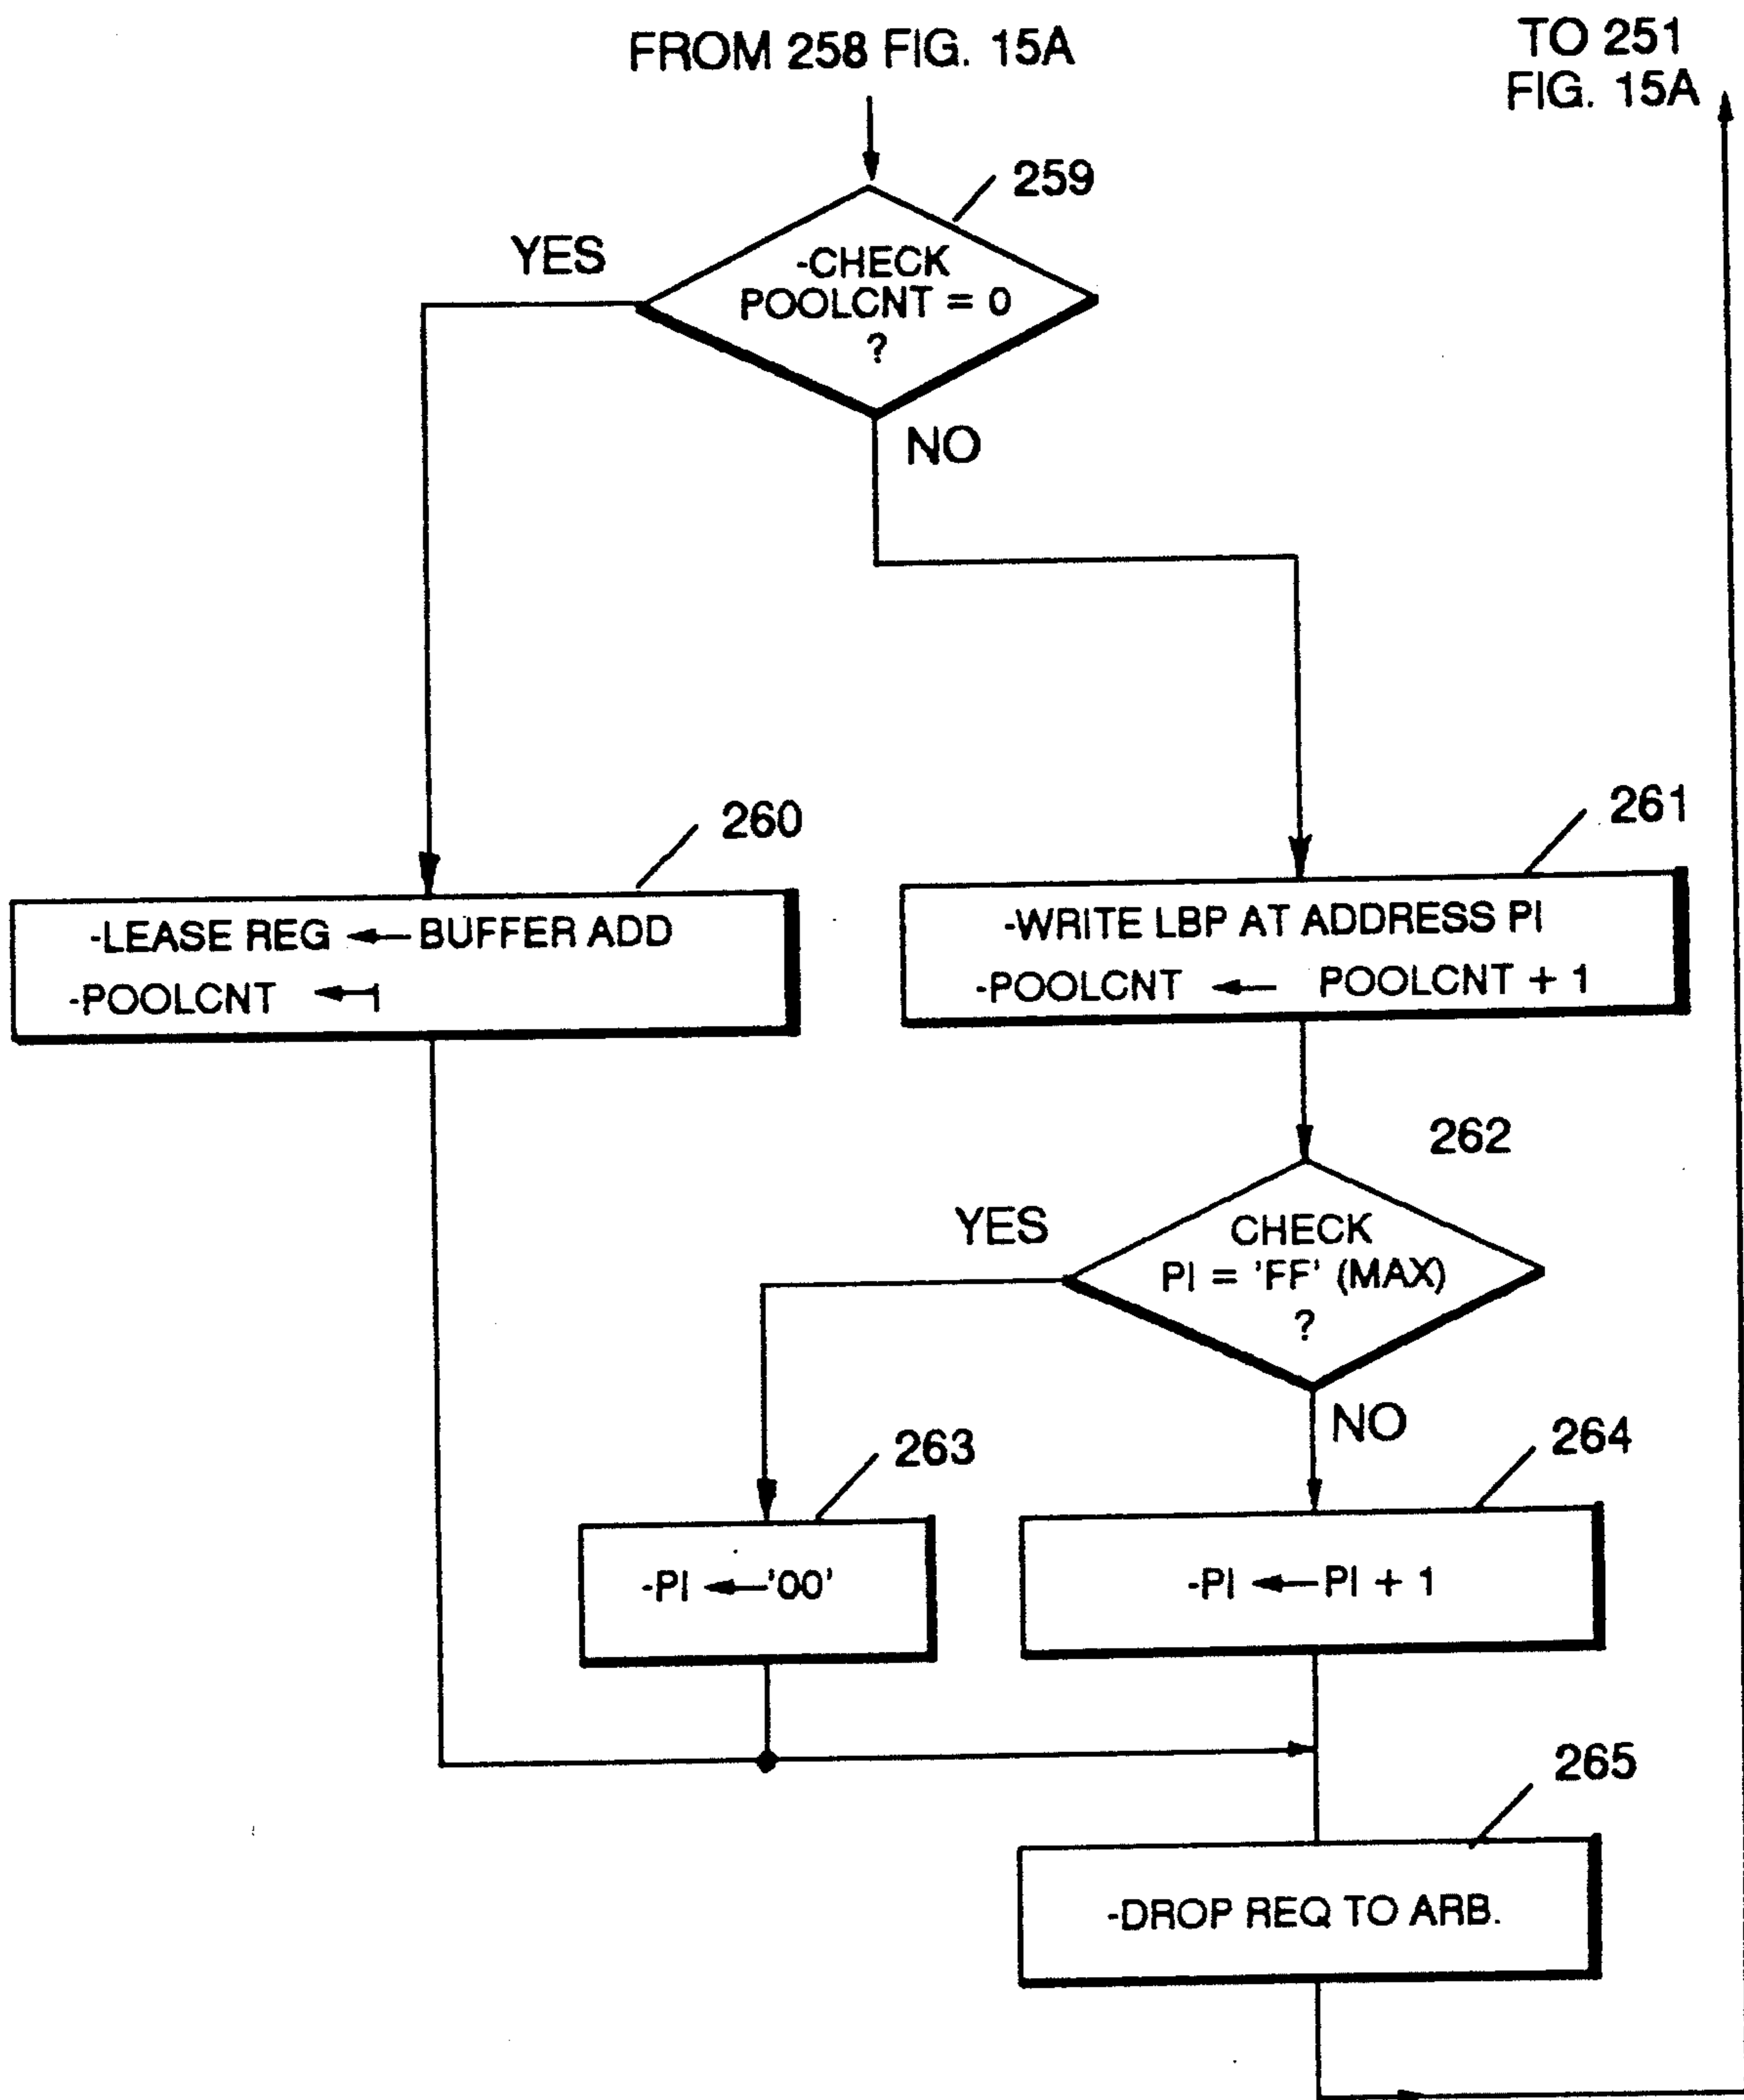 FROM 258 FIG. 15A
TO 251
FIG. 15A
259
YES
-CHECK
POOLCNT = 0
?
NO
260
-LEASE REG ← BUFFER ADD
-POOLCNT ← 1
261
-WRITE LBP AT ADDRESS PI
-POOLCNT ← POOLCNT + 1
262
YES
CHECK
PI = 'FF' (MAX)
?
NO
263
-PI ← '00'
264
-PI ← PI + 1
265
-DROP REQ TO ARB.